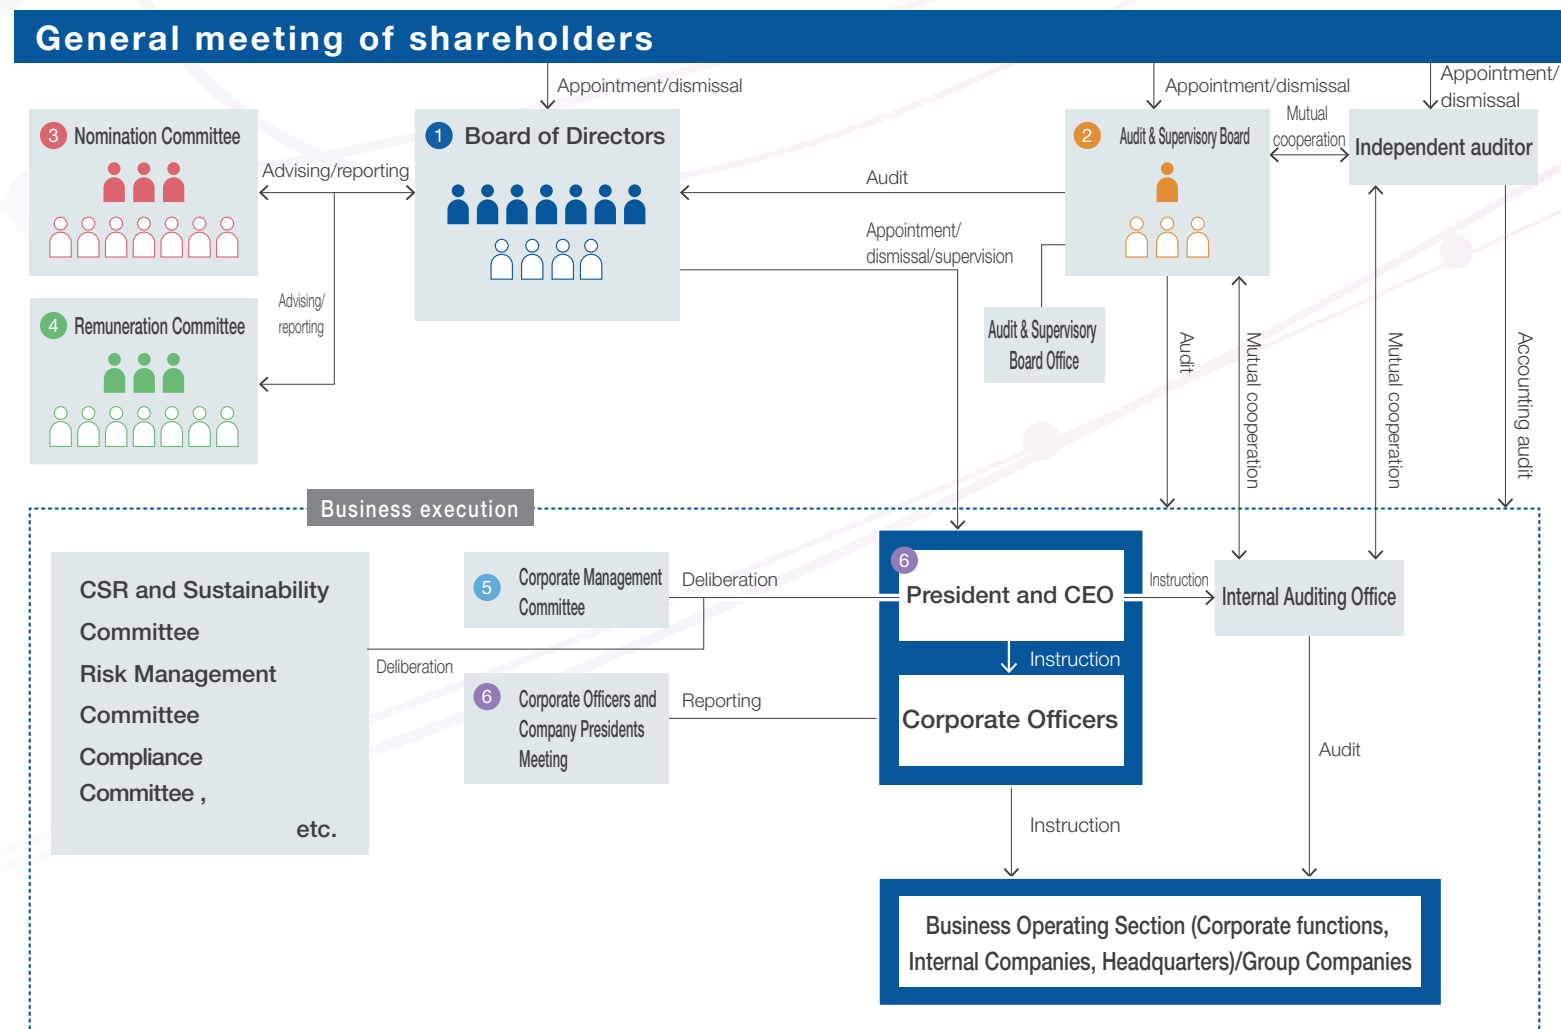 General meeting of shareholders
Appointment/dismissal
Appointment/dismissal
Appointment/
dismissal
3 Nomination Committee
Advising/reporting
1 Board of Directors
Audit
2 Audit & Supervisory Board
Mutual
cooperation
Independent auditor
Appointment/
dismissal/supervision
4 Remuneration Committee
Advising/
reporting
Audit & Supervisory
Board Office
Audit
Mutual cooperation
Mutual cooperation
Accounting audit
Business execution
CSR and Sustainability
Committee
Risk Management
Committee
Compliance
Committee ,
etc.
5 Corporate Management
Committee
Deliberation
Deliberation
6 Corporate Officers and
Company Presidents
Meeting
Reporting
6
President and CEO
Instruction
Corporate Officers
Instruction
Internal Auditing Office
Instruction
Audit
Business Operating Section (Corporate functions,
Internal Companies, Headquarters)/Group Companies